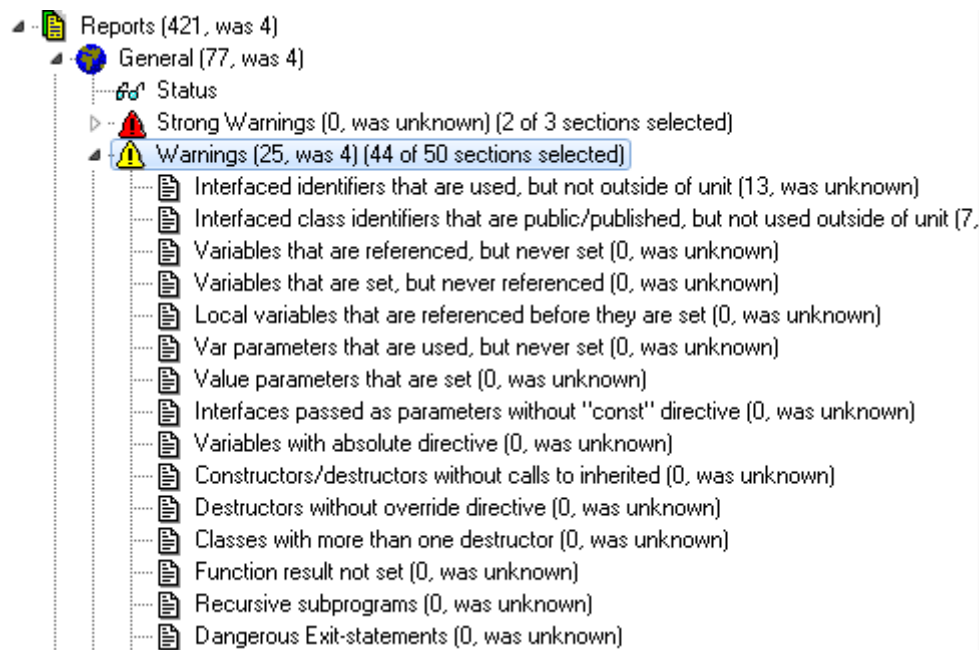 Reports (421, was 4)
General (77, was 4)
Status
Strong Warnings (0, was unknown) (2 of 3 sections selected)
Warnings (25, was 4) (44 of 50 sections selected)
Interfaced identifiers that are used, but not outside of unit (13, was unknown)
Interfaced class identifiers that are public/published, but not used outside of unit (7,
Variables that are referenced, but never set (0, was unknown)
Variables that are set, but never referenced (0, was unknown)
Local variables that are referenced before they are set (0, was unknown)
Var parameters that are used, but never set (0, was unknown)
Value parameters that are set (0, was unknown)
Interfaces passed as parameters without "const" directive (0, was unknown)
Variables with absolute directive (0, was unknown)
Constructors/destructors without calls to inherited (0, was unknown)
Destructors without override directive (0, was unknown)
Classes with more than one destructor (0, was unknown)
Function result not set (0, was unknown)
Recursive subprograms (0, was unknown)
Dangerous Exit-statements (0, was unknown)